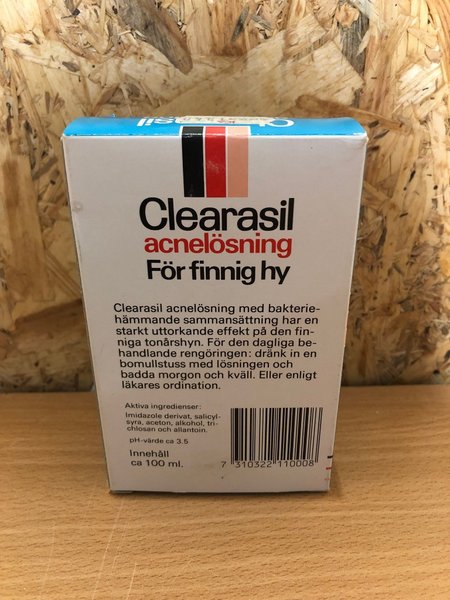 Clearasil
Clearasil
acnelösning
För finnig hy
Clearasil acnelösning med bakterie-
hämmande sammansättning har en
starkt uttorkande effekt på den fin-
niga tonårshyn. För den dagliga be-
handlande rengöringen: dränk in en
bomullstuss med lösningen och
badda morgon och kväll. Eller enligt
läkares ordination.
Aktiva ingredienser:
Imidazole derivat, salicyl-
syra, aceton, alkohol, tri-
chlosan och allantoin.
pH-värde ca 3.5
Innehåll
ca 100 ml.
7 310322 110008